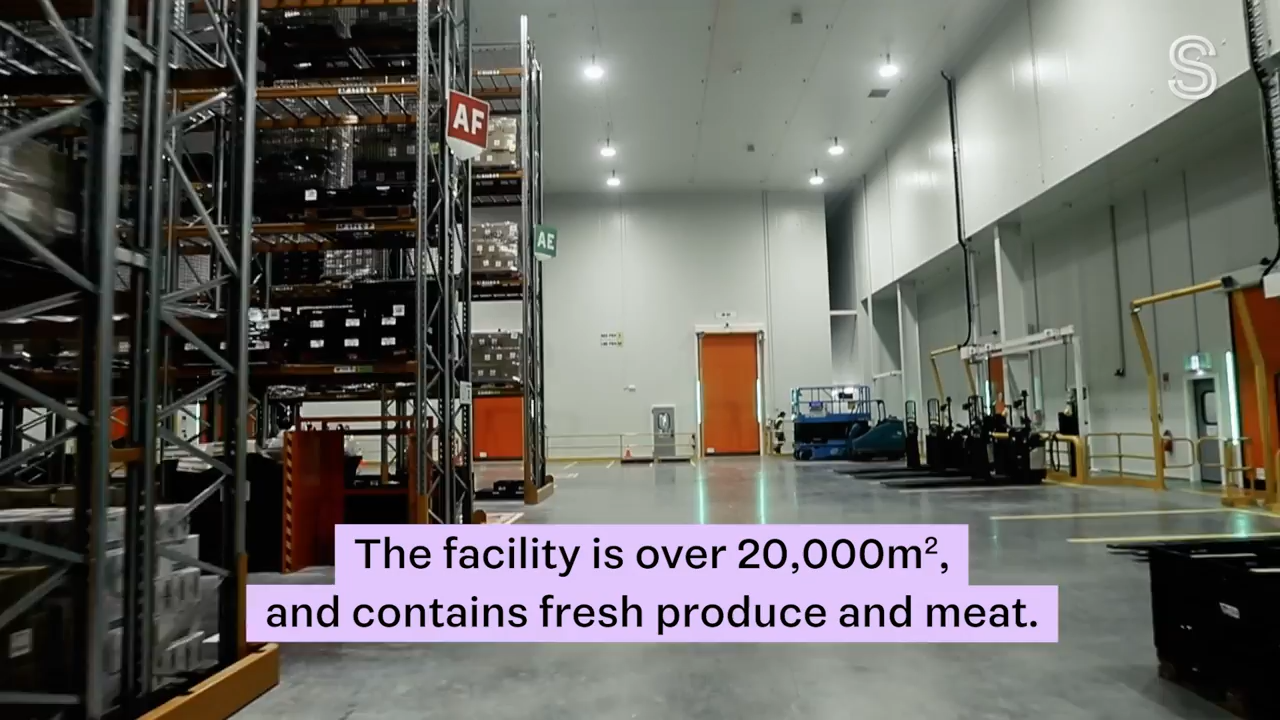 S
AF
AE
The facility is over 20,000m²,
and contains fresh produce and meat.